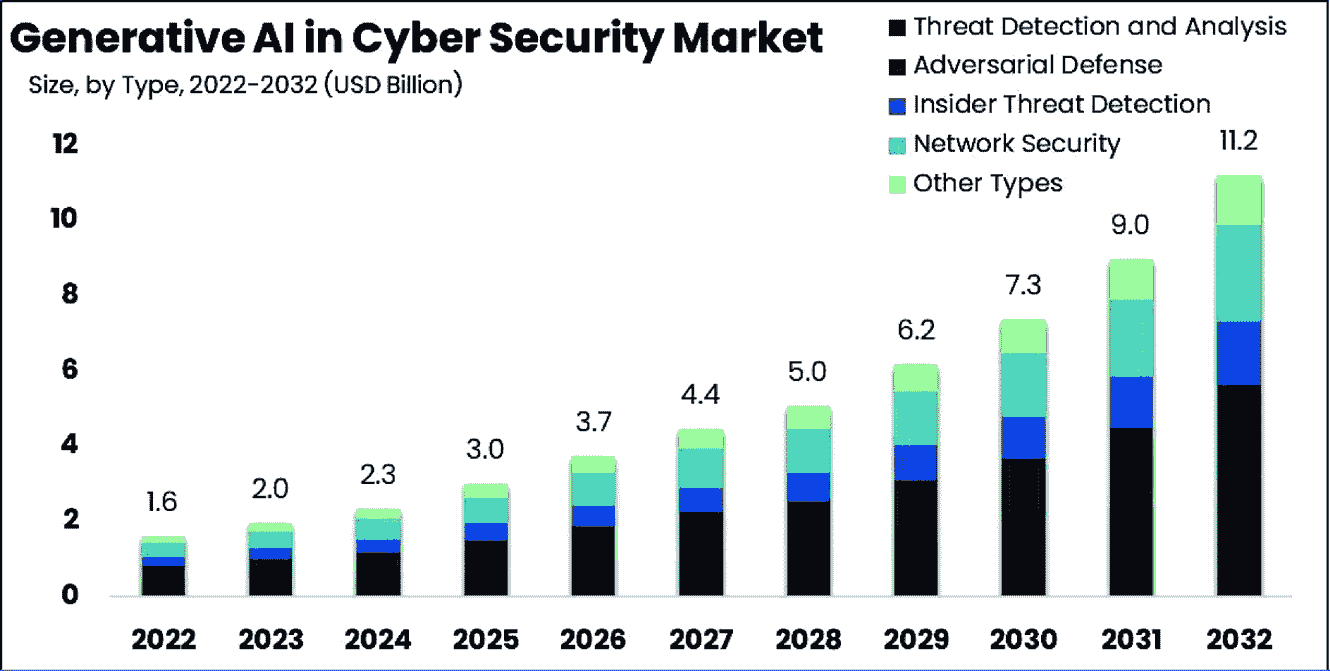 Generative AI in Cyber Security Market
Size, by Type, 2022-2032 (USD Billion)
Threat Detection and Analysis
Adversarial Defense
Insider Threat Detection
Network Security
Other Types
12
10
8
6
4
2
0
1.6
2.0
2.3
3.0
3.7
4.4
5.0
6.2
7.3
9.0
11.2
2022 2023 2024 2025 2026 2027 2028 2029 2030 2031 2032